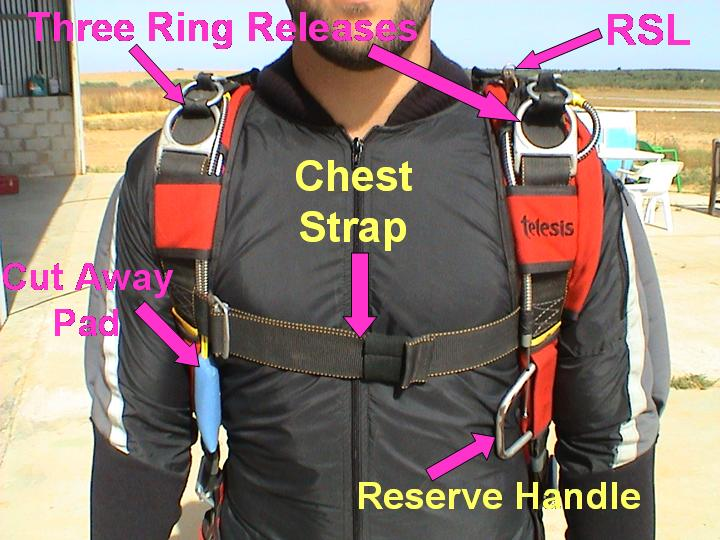 Three Ring Releases
RSL
Chest
Strap
telesis
Cut Away
Pad
Reserve Handle